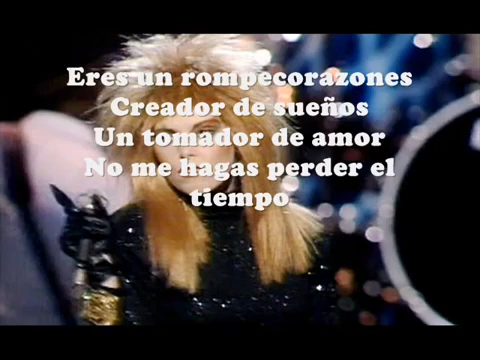 Eres un rompecorazones
Creador de sueños
Un tomador de amor
No me hagas perder el
tiempo